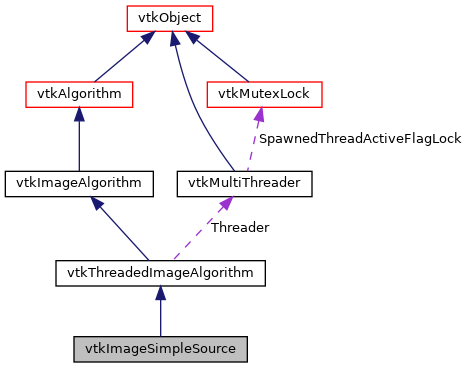 vtkObject
vtkAlgorithm
vtkMutexLock
SpawnedThreadActiveFlagLock
vtkImageAlgorithm
vtkMultiThreader
Threader
vtkThreadedImageAlgorithm
vtkImageSimpleSource